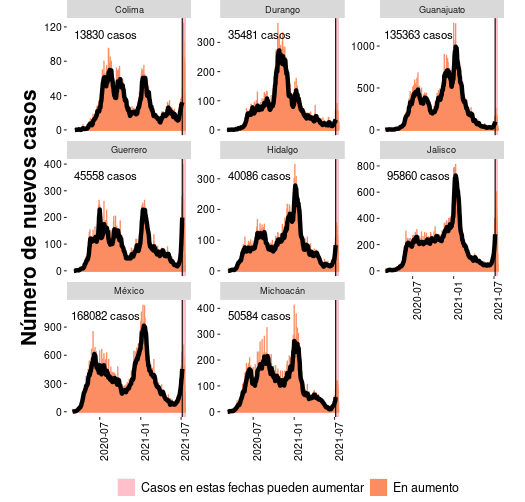 Número de nuevos casos
Colima
Durango
Guanajuato
120
80
40
0
13830 casos
300
200
100
0
35481 casos
1000
500
0
135363 casos
Guerrero
Hidalgo
Jalisco
400
300
200
100
0
45558 casos
300
200
100
0
40086 casos
800
600
400
200
0
95860 casos
México
Michoacán
2020-07
2021-01
2021-07
900
600
300
0
168082 casos
400
300
200
100
0
50584 casos
2020-07
2021-01
2021-07
2020-07
2021-01
2021-07
Casos en estas fechas pueden aumentar
En aumento